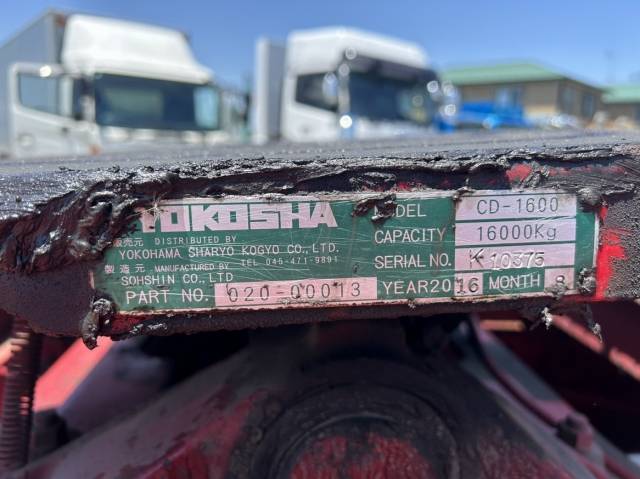 YOKOSHA
販売元 DISTRIBUTED BY
YOKOHAMA SHARYO KOGYO CO., LTD.
TEL 045-471-9891
製造元 MANUFACTURED BY
SOHSHIN CO., LTD
PART NO. 020-00013
MODEL CD-1600
CAPACITY 16000Kg
SERIAL NO. K 10375
YEAR 2016 MONTH 8